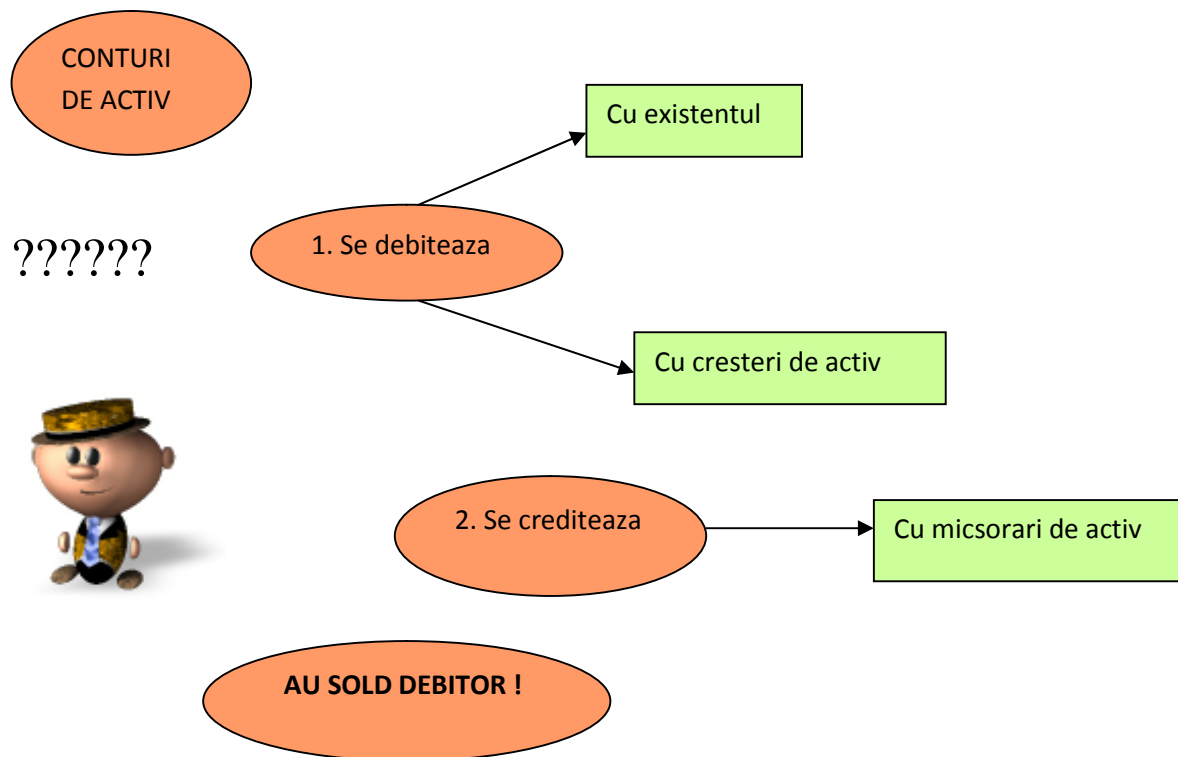 CONTURI
DE ACTIV
Cu existentul
??????
1. Se debiteaza
Cu cresteri de activ
2. Se crediteaza
Cu micsorari de activ
AU SOLD DEBITOR !